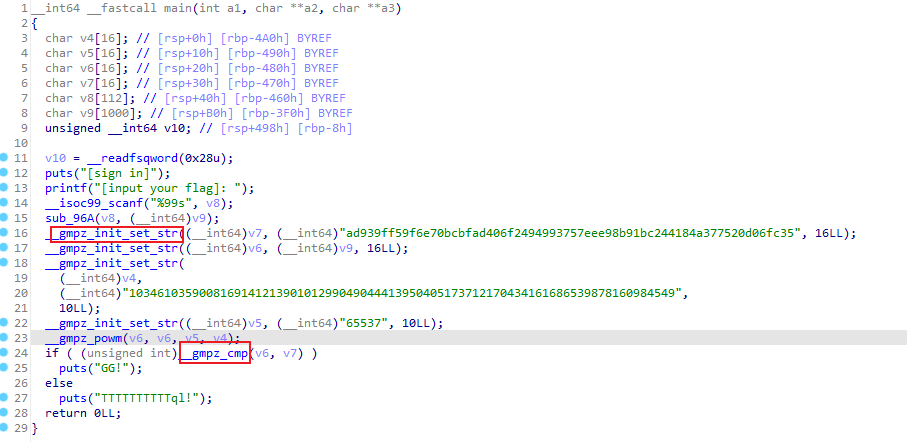 1 __int64 __fastcall main(int a1, char **a2, char **a3)
2 {
3 char v4[16]; // [rsp+0h] [rbp-4A0h] BYREF
4 char v5[16]; // [rsp+10h] [rbp-490h] BYREF
5 char v6[16]; // [rsp+20h] [rbp-480h] BYREF
6 char v7[16]; // [rsp+30h] [rbp-470h] BYREF
7 char v8[112]; // [rsp+40h] [rbp-460h] BYREF
8 char v9[1000]; // [rsp+B0h] [rbp-3F0h] BYREF
9 unsigned __int64 v10; // [rsp+498h] [rbp-8h]
10
11 v10 = __readfsqword(0x28u);
12 puts("[sign in]");
13 printf("[input your flag]: ");
14 __isoc99_scanf("%99s", v8);
15 sub_96A(v8, (__int64)v9);
16 __gmpz_init_set_str((__int64)v7, (__int64)"ad939ff59f6e70bcbfad406f2494993757eee98b91bc244184a377520d06fc35", 16LL);
17 __gmpz_init_set_str((__int64)v6, (__int64)v9, 16LL);
18 __gmpz_init_set_str(
19 (__int64)v4,
20 (__int64)"103461035900816914121390101299049044413950405173712170434161686539878160984549",
21 10LL);
22 __gmpz_init_set_str((__int64)v5, (__int64)"65537", 10LL);
23 __gmpz_powm(v6, v6, v5, v4);
24 if ( (unsigned int)__gmpz_cmp(v6, v7) )
25 puts("GG!");
26 else
27 puts("TTTTTTTTTTql!");
28 return 0LL;
29 }